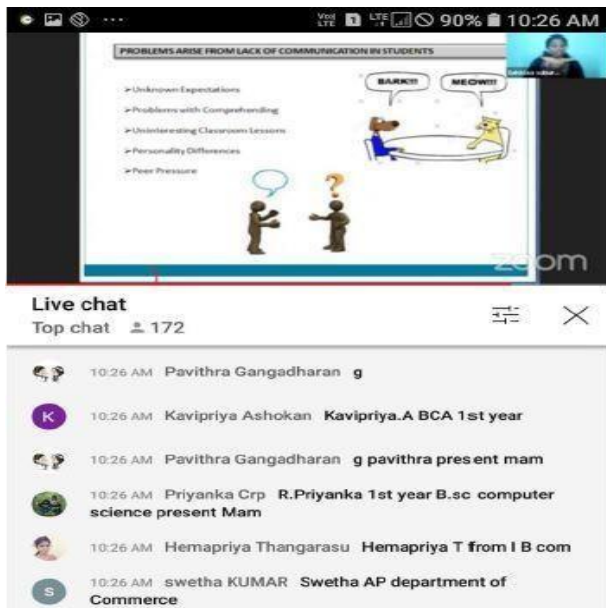 Vo) LTE 1 LTE 90% 10:26 AM
PROBLEMS ARISE FROM LACK OF COMMUNICATION IN STUDENTS
➢Unknown Expectations
➢Problems with Comprehending
➢Uninteresting Classroom Lessons
➢Personality Differences
➢Peer Pressure
BARK!!! MEOW!!!
?
zoom
Live chat
Top chat 172
10:26 AM Pavithra Gangadharan g
K 10:26 AM Kavipriya Ashokan Kavipriya.A BCA 1st year
10:26 AM Pavithra Gangadharan g pavithra present mam
10:26 AM Priyanka Crp R.Priyanka 1st year B.sc computer
science present Mam
10:26 AM Hemapriya Thangarasu Hemapriya T from I B com
S 10:26 AM swetha KUMAR Swetha AP department of
Commerce